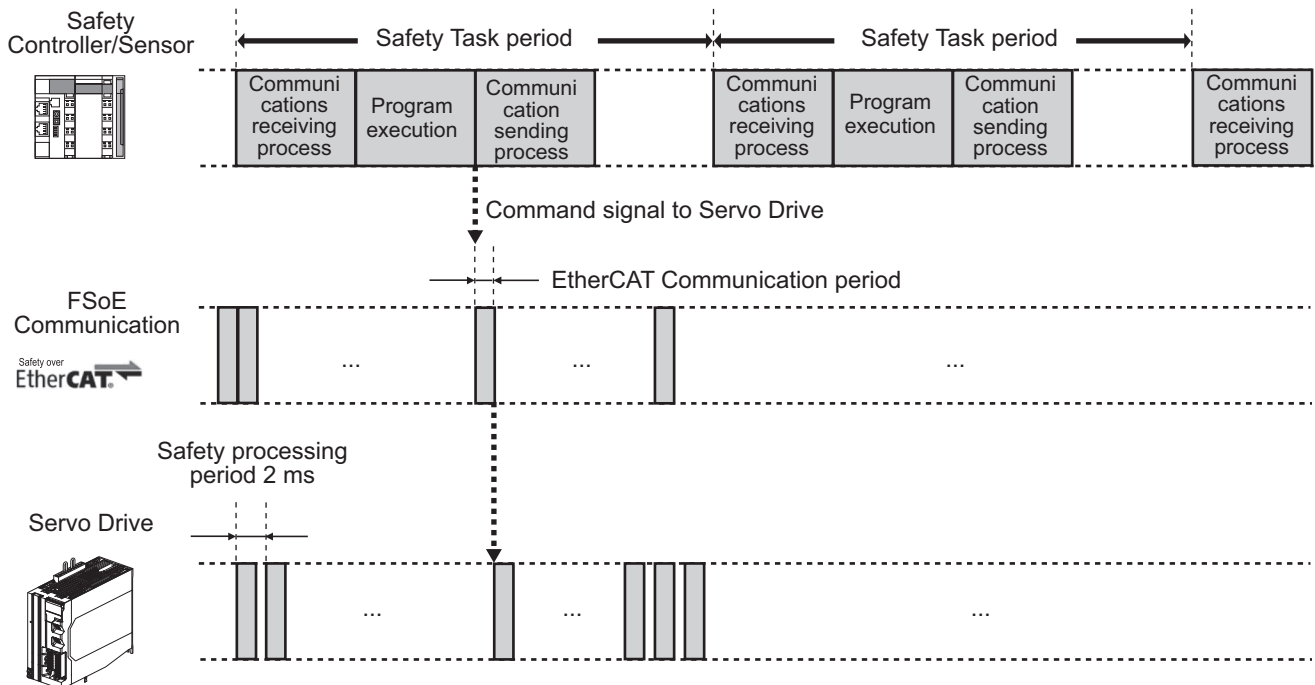 Safety
Controller/Sensor
Safety Task period
Safety Task period
Communi
cations
receiving
process
Program
execution
Communi
cation
sending
process
Communi
cations
receiving
process
Program
execution
Communi
cation
sending
process
Communi
cations
receiving
process
Command signal to Servo Drive
EtherCAT Communication period
FSoE
Communication
Safety over
EtherCAT®
...
...
...
Safety processing
period 2 ms
Servo Drive
...
...
...